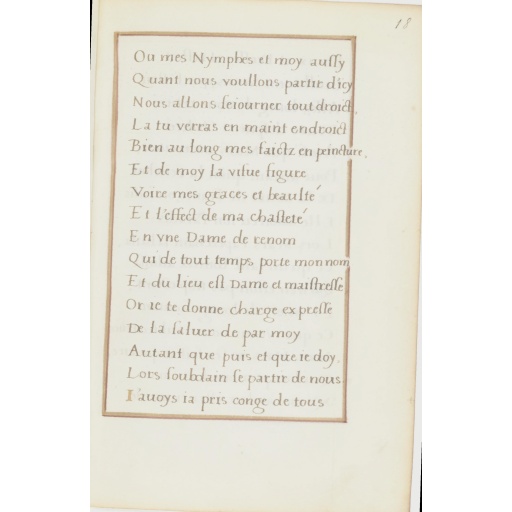 18
Ou mes Nymphes et moy aussy
Quant nous voullons partir d'icy
Nous allons seiourner tout droict.
La tu verras en maint endroict
Bien au long mes faictz en peincture.
Et de moy la visue figure
Voire mes graces et beaulté
Et l'effect de ma chasteté
En vne Dame de renom
Qui de tout temps porte mon nom
Et du lieu est Dame et maistresse
Or ie te donne charge expresse
De la saluer de par moy
Autant que puis et que ie doy.
Lors soubdain se partir de nous.
I'auoys ia pris conge de tous